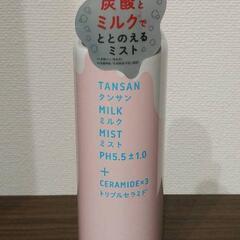 炭酸と
ミルクで
ととのえる
ミスト
TANSAN
タンサン
MILK
ミルク
MIST
ミスト
PH5.5±1.0
+
CERAMIDE×3
トリプルセラミド